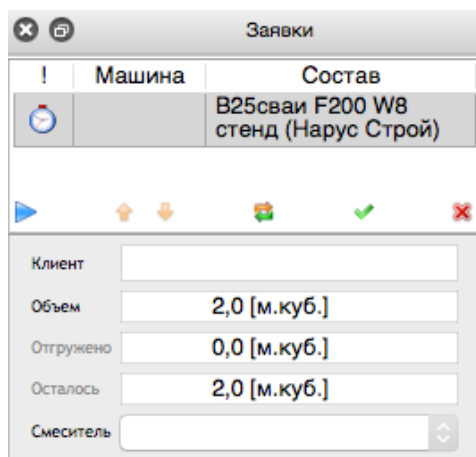 Заявки
! Машина Состав
В25сваи F200 W8
стенд (Нарус Строй)
Клиент
Объем 2,0 [м.куб.]
Отгружено 0,0 [м.куб.]
Осталось 2,0 [м.куб.]
Смеситель